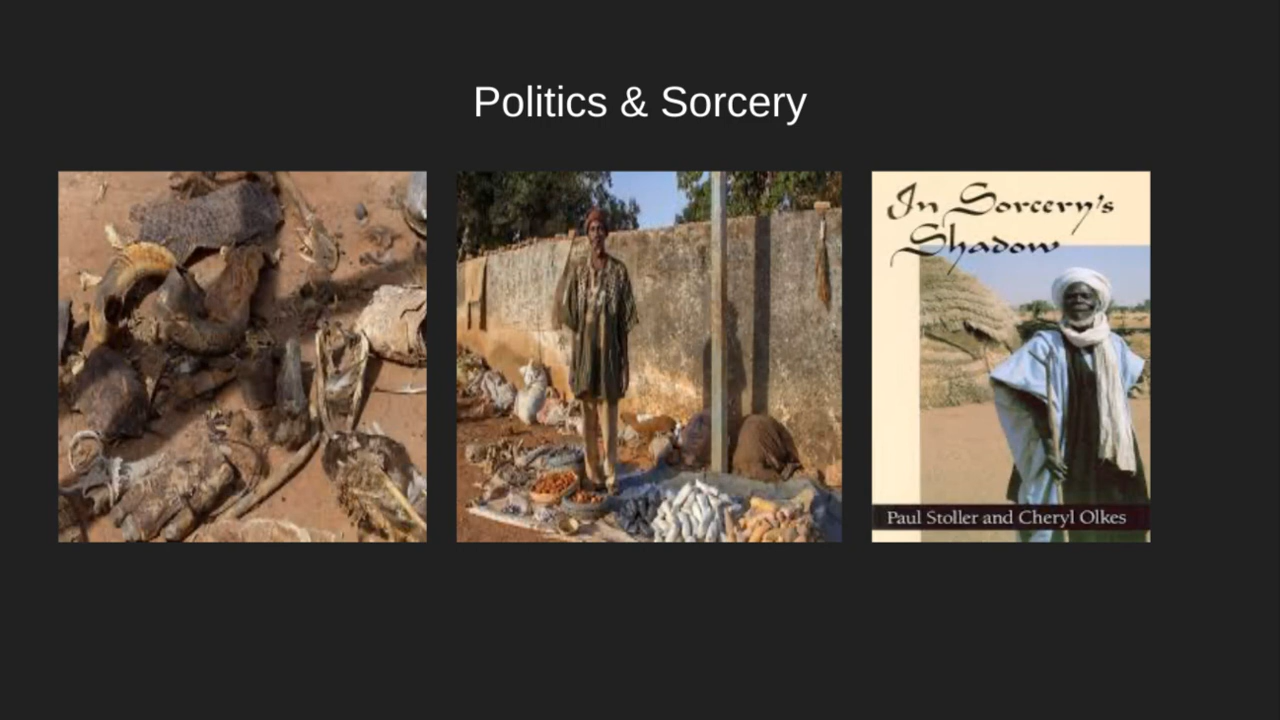 Politics & Sorcery
In Sorcery's
Shadow
Paul Stoller and Cheryl Olkes